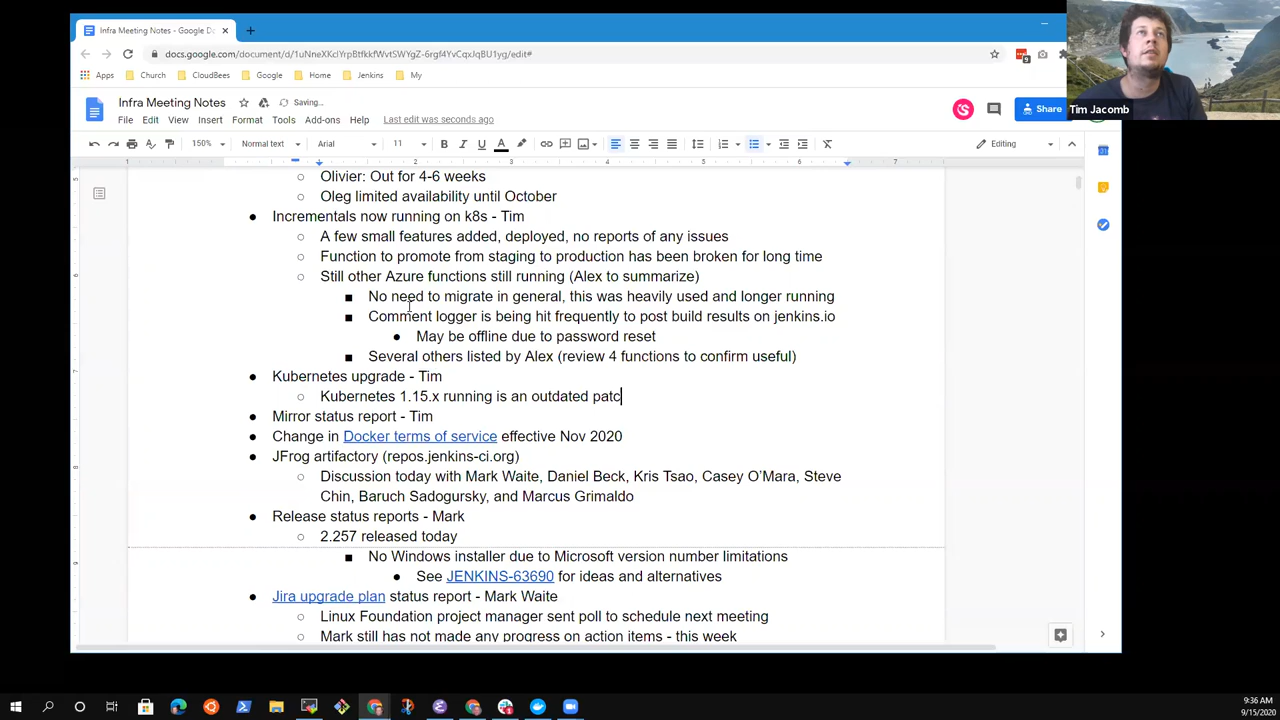 Infra Meeting Notes - Google Do
docs.google.com/document/d/1uNneXKcIYrpBtfkkfWvtSWYgZ-6rgf4YvCqxJqBU1yg/edit#
Apps Church CloudBees Google Home Jenkins My
Infra Meeting Notes Saving...
File Edit View Insert Format Tools Add-ons Help Last edit was seconds ago
Share
Tim Jacomb
150% Normal text Arial 11 Editing
Olivier: Out for 4-6 weeks
Oleg limited availability until October
Incrementals now running on k8s - Tim
A few small features added, deployed, no reports of any issues
Function to promote from staging to production has been broken for long time
Still other Azure functions still running (Alex to summarize)
No need to migrate in general, this was heavily used and longer running
Comment logger is being hit frequently to post build results on jenkins.io
May be offline due to password reset
Several others listed by Alex (review 4 functions to confirm useful)
Kubernetes upgrade - Tim
Kubernetes 1.15.x running is an outdated patc
Mirror status report - Tim
Change in Docker terms of service effective Nov 2020
JFrog artifactory (repos.jenkins-ci.org)
Discussion today with Mark Waite, Daniel Beck, Kris Tsao, Casey O’Mara, Steve
Chin, Baruch Sadogursky, and Marcus Grimaldo
Release status reports - Mark
2.257 released today
No Windows installer due to Microsoft version number limitations
See JENKINS-63690 for ideas and alternatives
Jira upgrade plan status report - Mark Waite
Linux Foundation project manager sent poll to schedule next meeting
Mark still has not made any progress on action items - this week
9:36 AM
9/15/2020